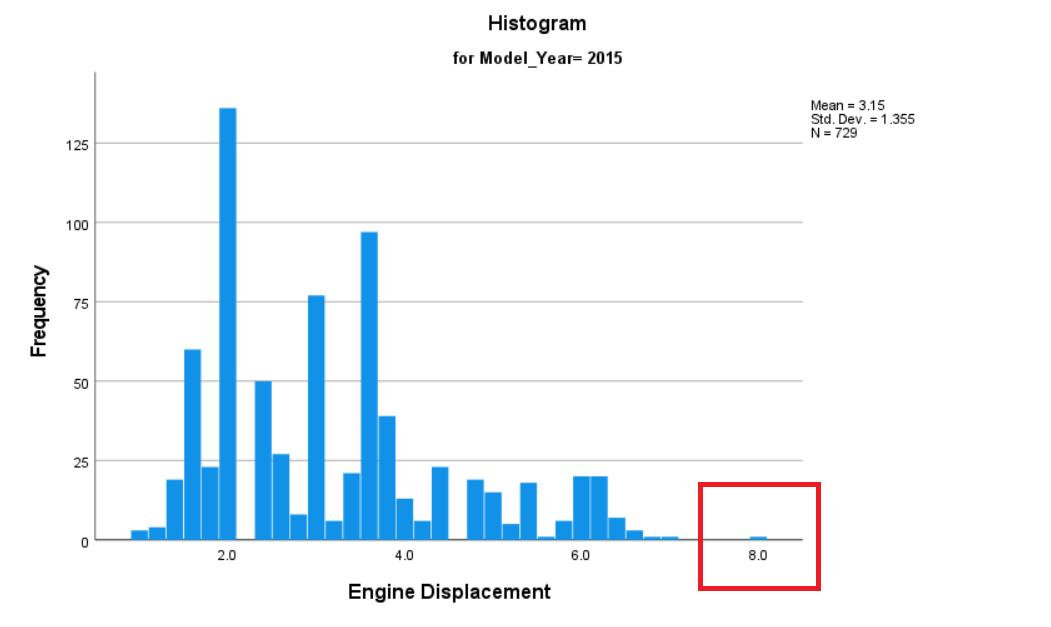 Histogram
for Model_Year= 2015
Mean = 3.15
Std. Dev. = 1.355
N = 729
Frequency
125
100
75
50
25
0
2.0 4.0 6.0 8.0
Engine Displacement